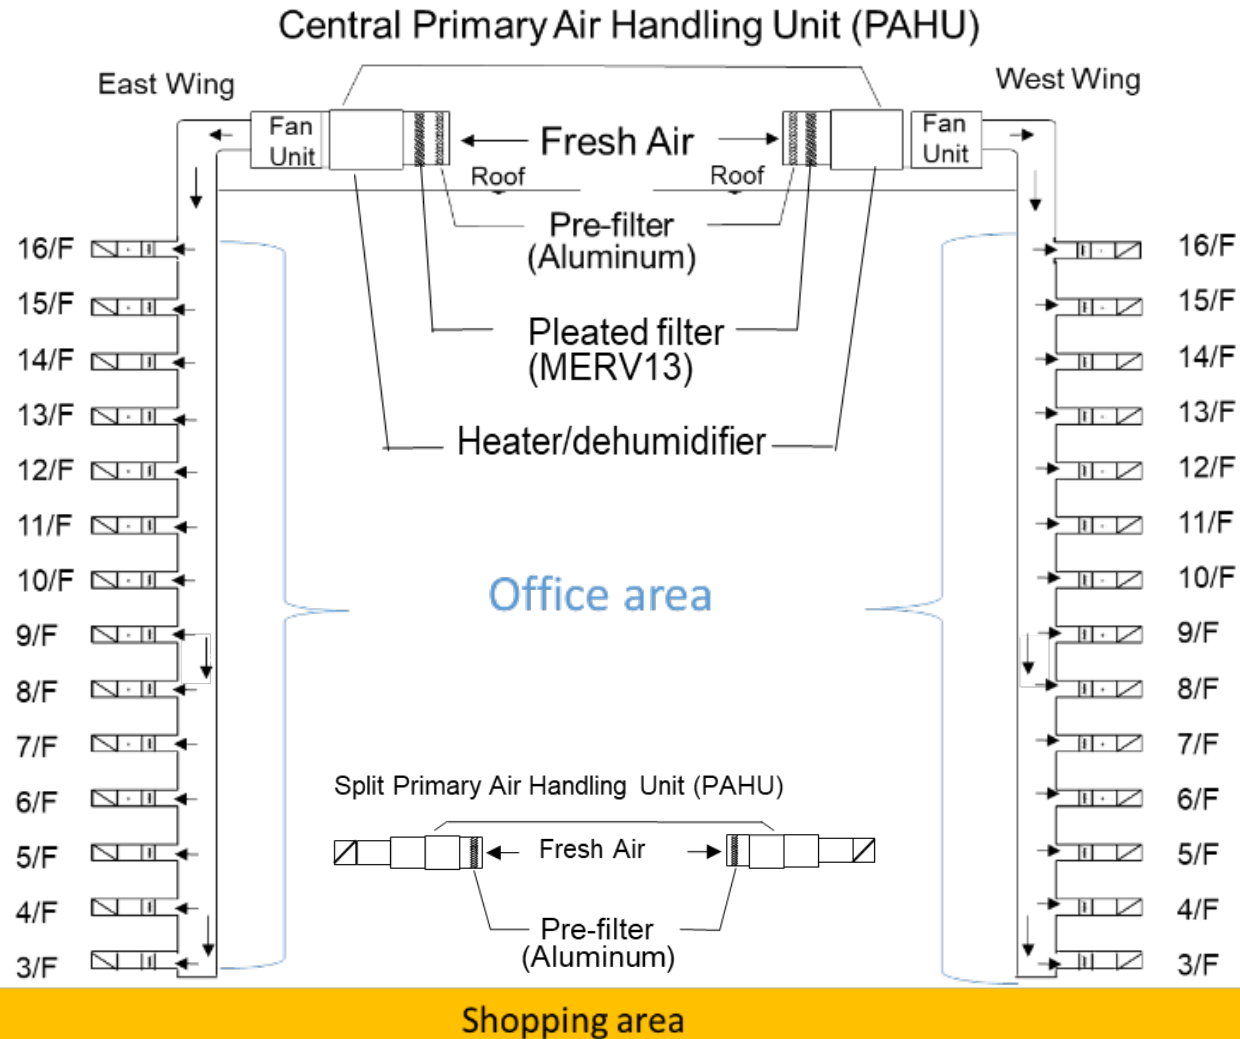 Central Primary Air Handling Unit (PAHU)
East Wing
West Wing
Fan
Unit
Fresh Air
Fan
Unit
Roof
Roof
Pre-filter
(Aluminum)
Pleated filter
(MERV13)
Heater/dehumidifier
16/F
16/F
15/F
15/F
14/F
14/F
13/F
13/F
12/F
12/F
11/F
11/F
10/F
10/F
Office area
9/F
9/F
8/F
8/F
7/F
7/F
Split Primary Air Handling Unit (PAHU)
6/F
6/F
5/F
Fresh Air
5/F
4/F
4/F
Pre-filter
(Aluminum)
3/F
3/F
Shopping area